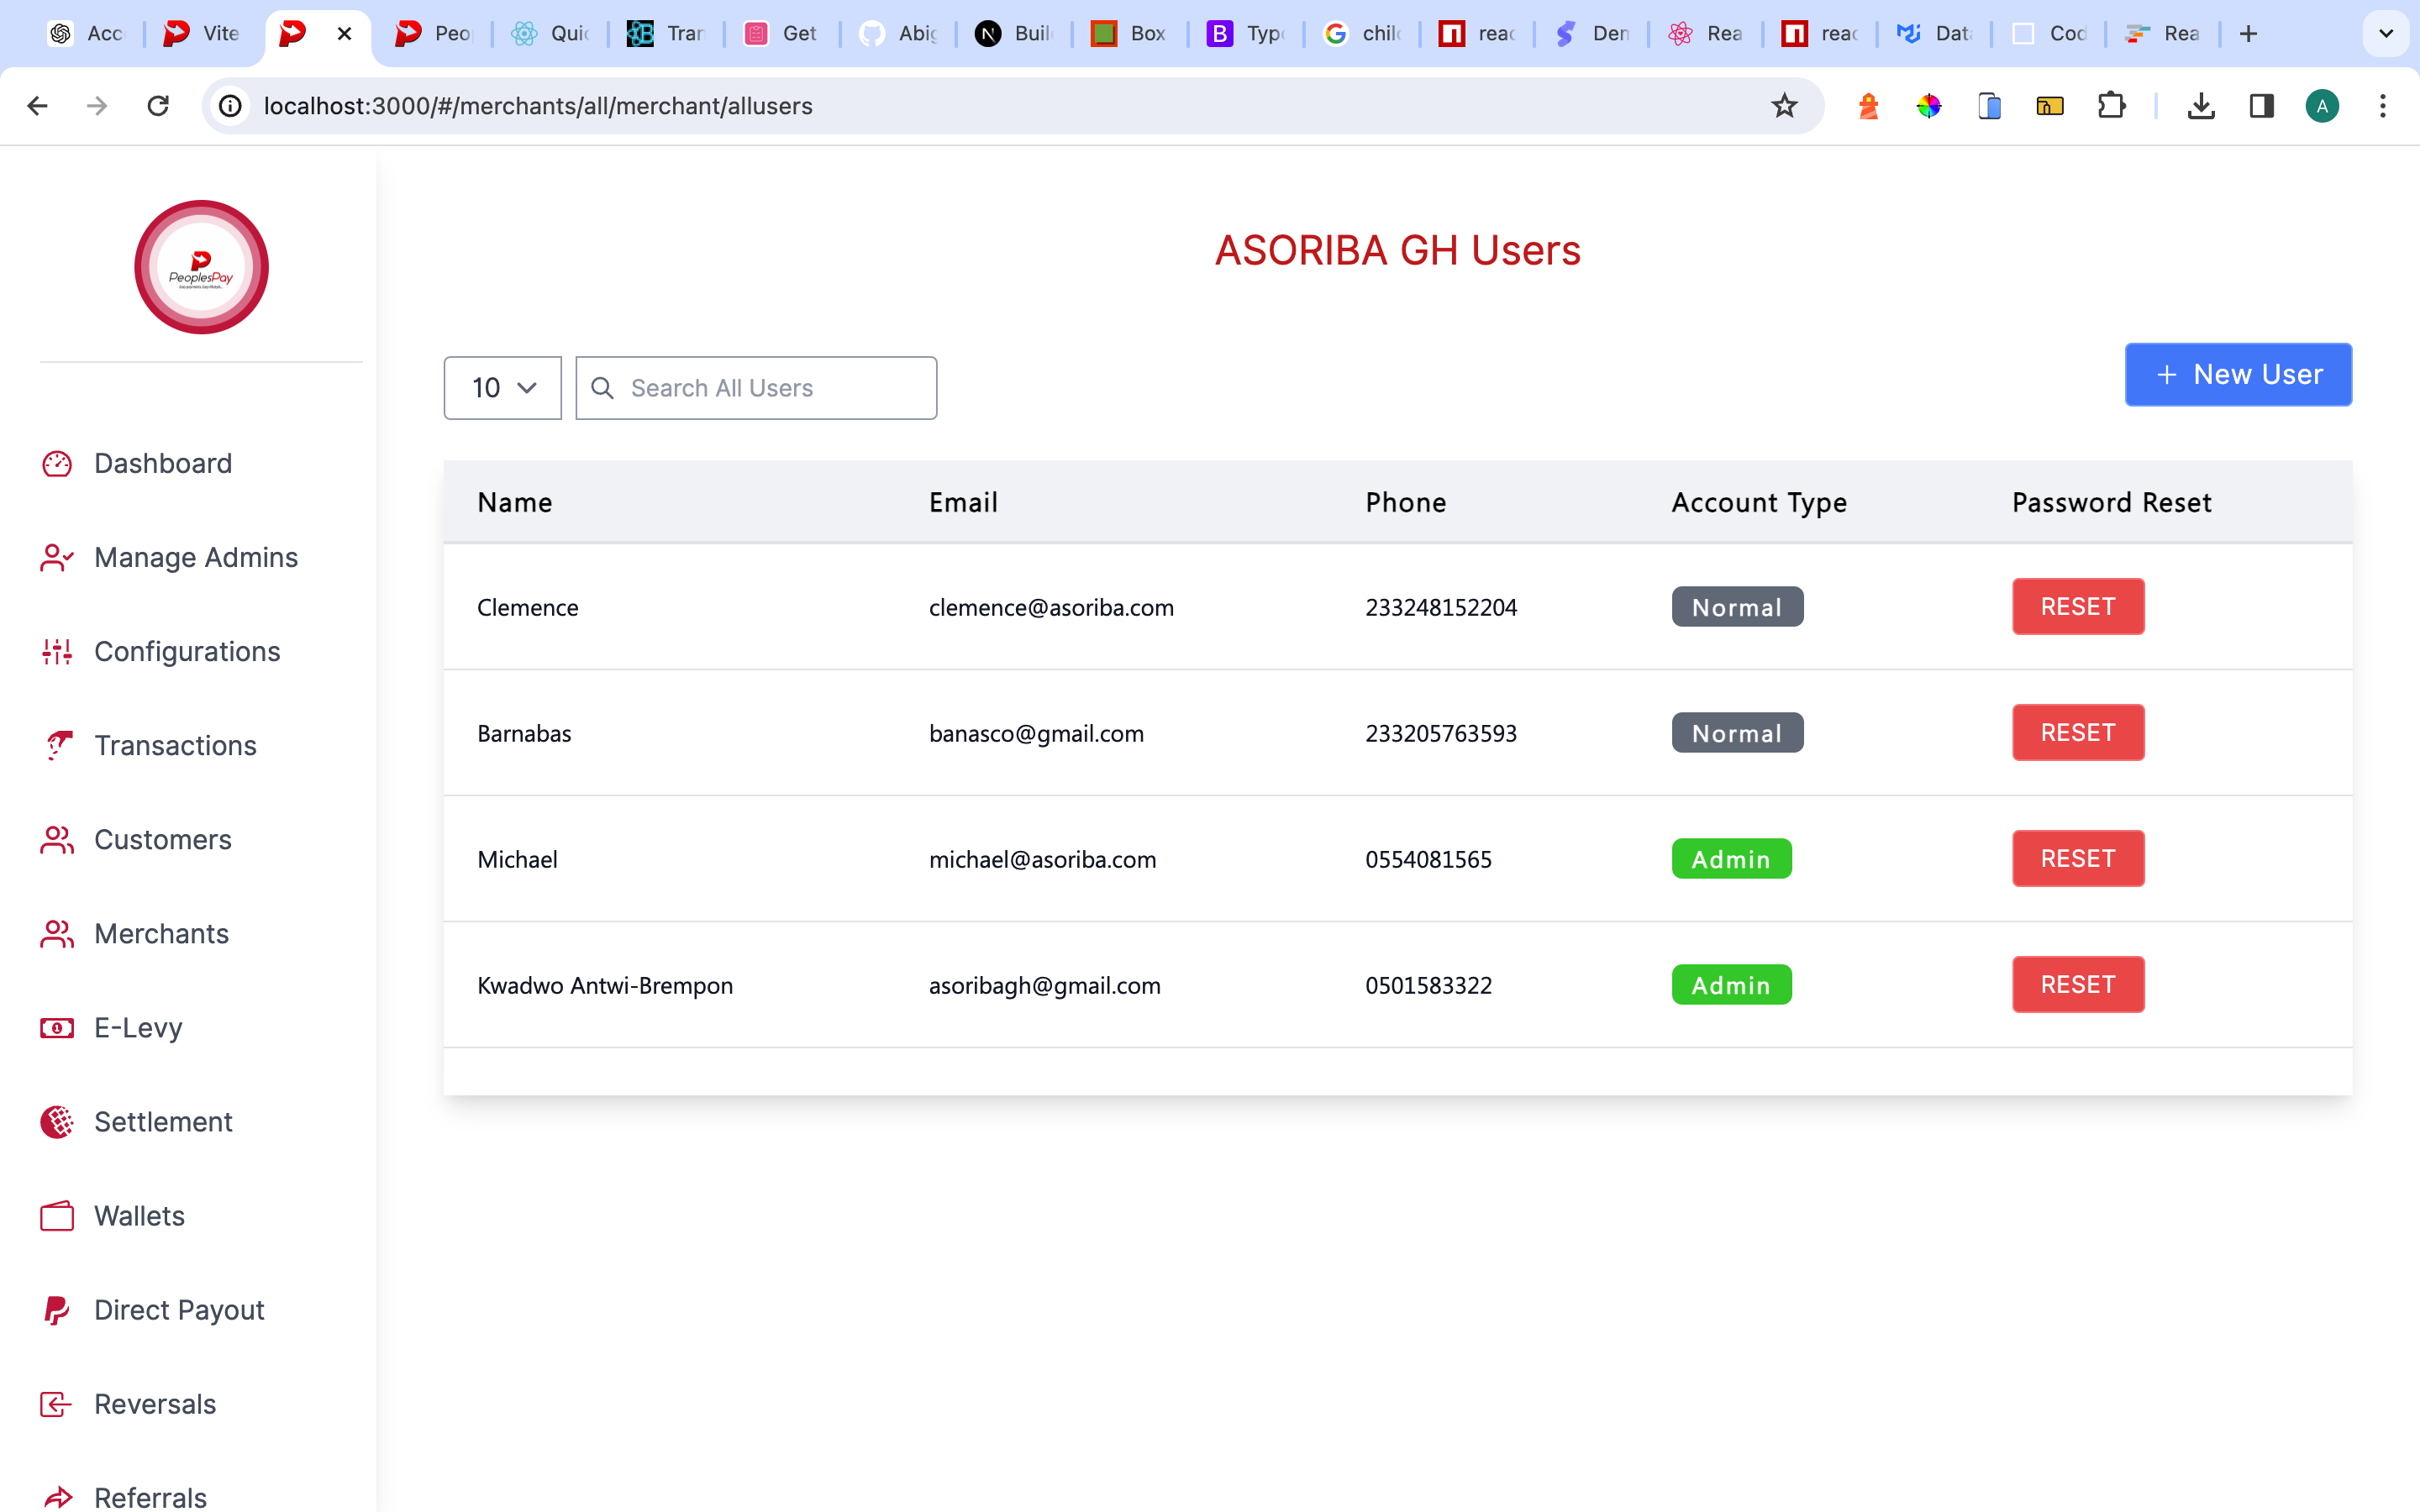 Acc Vite Peo Quic Tran Get Abig Buil Box Typ chil reac Den Rea reac Dat Cod Rea
localhost:3000/#/merchants/all/merchant/allusers
A
PeoplesPay
ASORIBA GH Users
10
Search All Users
+ New User
Dashboard
Manage Admins
Configurations
Transactions
Customers
Merchants
E-Levy
Settlement
Wallets
Direct Payout
Reversals
Referrals
Name Email Phone Account Type Password Reset
Clemence clemence@asoriba.com 233248152204 Normal RESET
Barnabas banasco@gmail.com 233205763593 Normal RESET
Michael michael@asoriba.com 0554081565 Admin RESET
Kwadwo Antwi-Brempon asoribagh@gmail.com 0501583322 Admin RESET